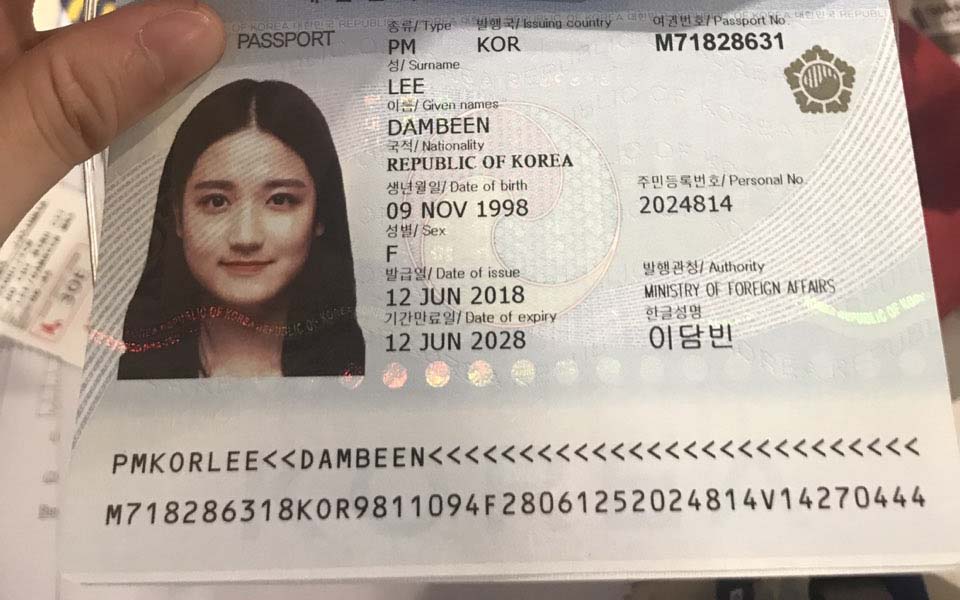 PASSPORT
종류/ Type 발행국/ Issuing country 여권번호/ Passport No.
PM KOR M71828631
성/ Surname
LEE
이름/ Given names
DAMBEEN
국적/ Nationality
REPUBLIC OF KOREA
생년월일/ Date of birth 주민등록번호/ Personal No.
09 NOV 1998 2024814
성별/ Sex
F
발급일/ Date of issue 발행관청/ Authority
12 JUN 2018 MINISTRY OF FOREIGN AFFAIRS
기간만료일/ Date of expiry 한글성명
12 JUN 2028 이담빈
PMKORLEE<<DAMBEEN<<<<<<<<<<<<<<<<<<<<<<<<<<<
M718286318KOR9811094F28061252024814V14270444